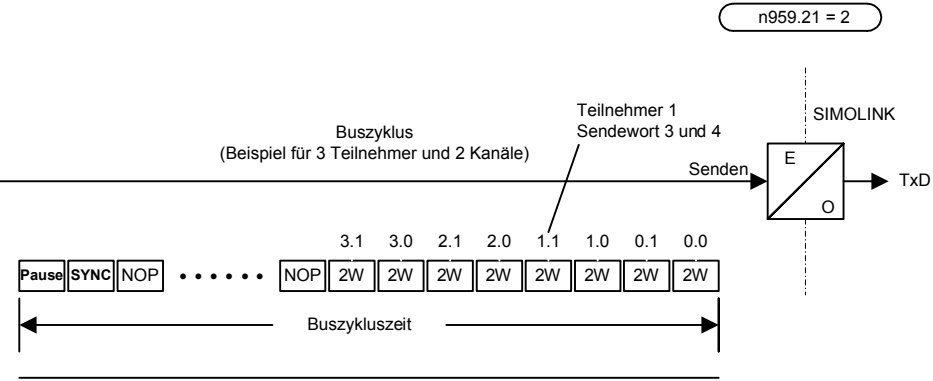 n959.21 = 2
Teilnehmer 1
Sendewort 3 und 4
SIMOLINK
Buszyklus
(Beispiel für 3 Teilnehmer und 2 Kanäle)
Senden
E
O
TxD
3.1 3.0 2.1 2.0 1.1 1.0 0.1 0.0
Pause SYNC NOP • • • • • • NOP 2W 2W 2W 2W 2W 2W 2W 2W
Buszykluszeit